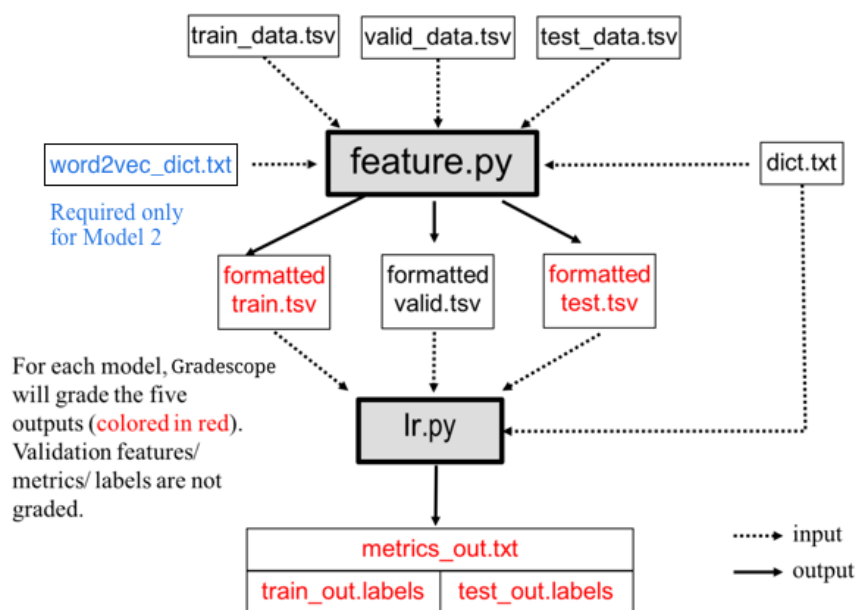 train_data.tsv
valid_data.tsv
test_data.tsv
word2vec_dict.txt
feature.py
dict.txt
Required only
for Model 2
formatted
train.tsv
formatted
valid.tsv
formatted
test.tsv
For each model, Gradescope
will grade the five
outputs (colored in red).
Validation features/
metrics/ labels are not
graded.
lr.py
metrics_out.txt
train_out.labels
test_out.labels
input
output